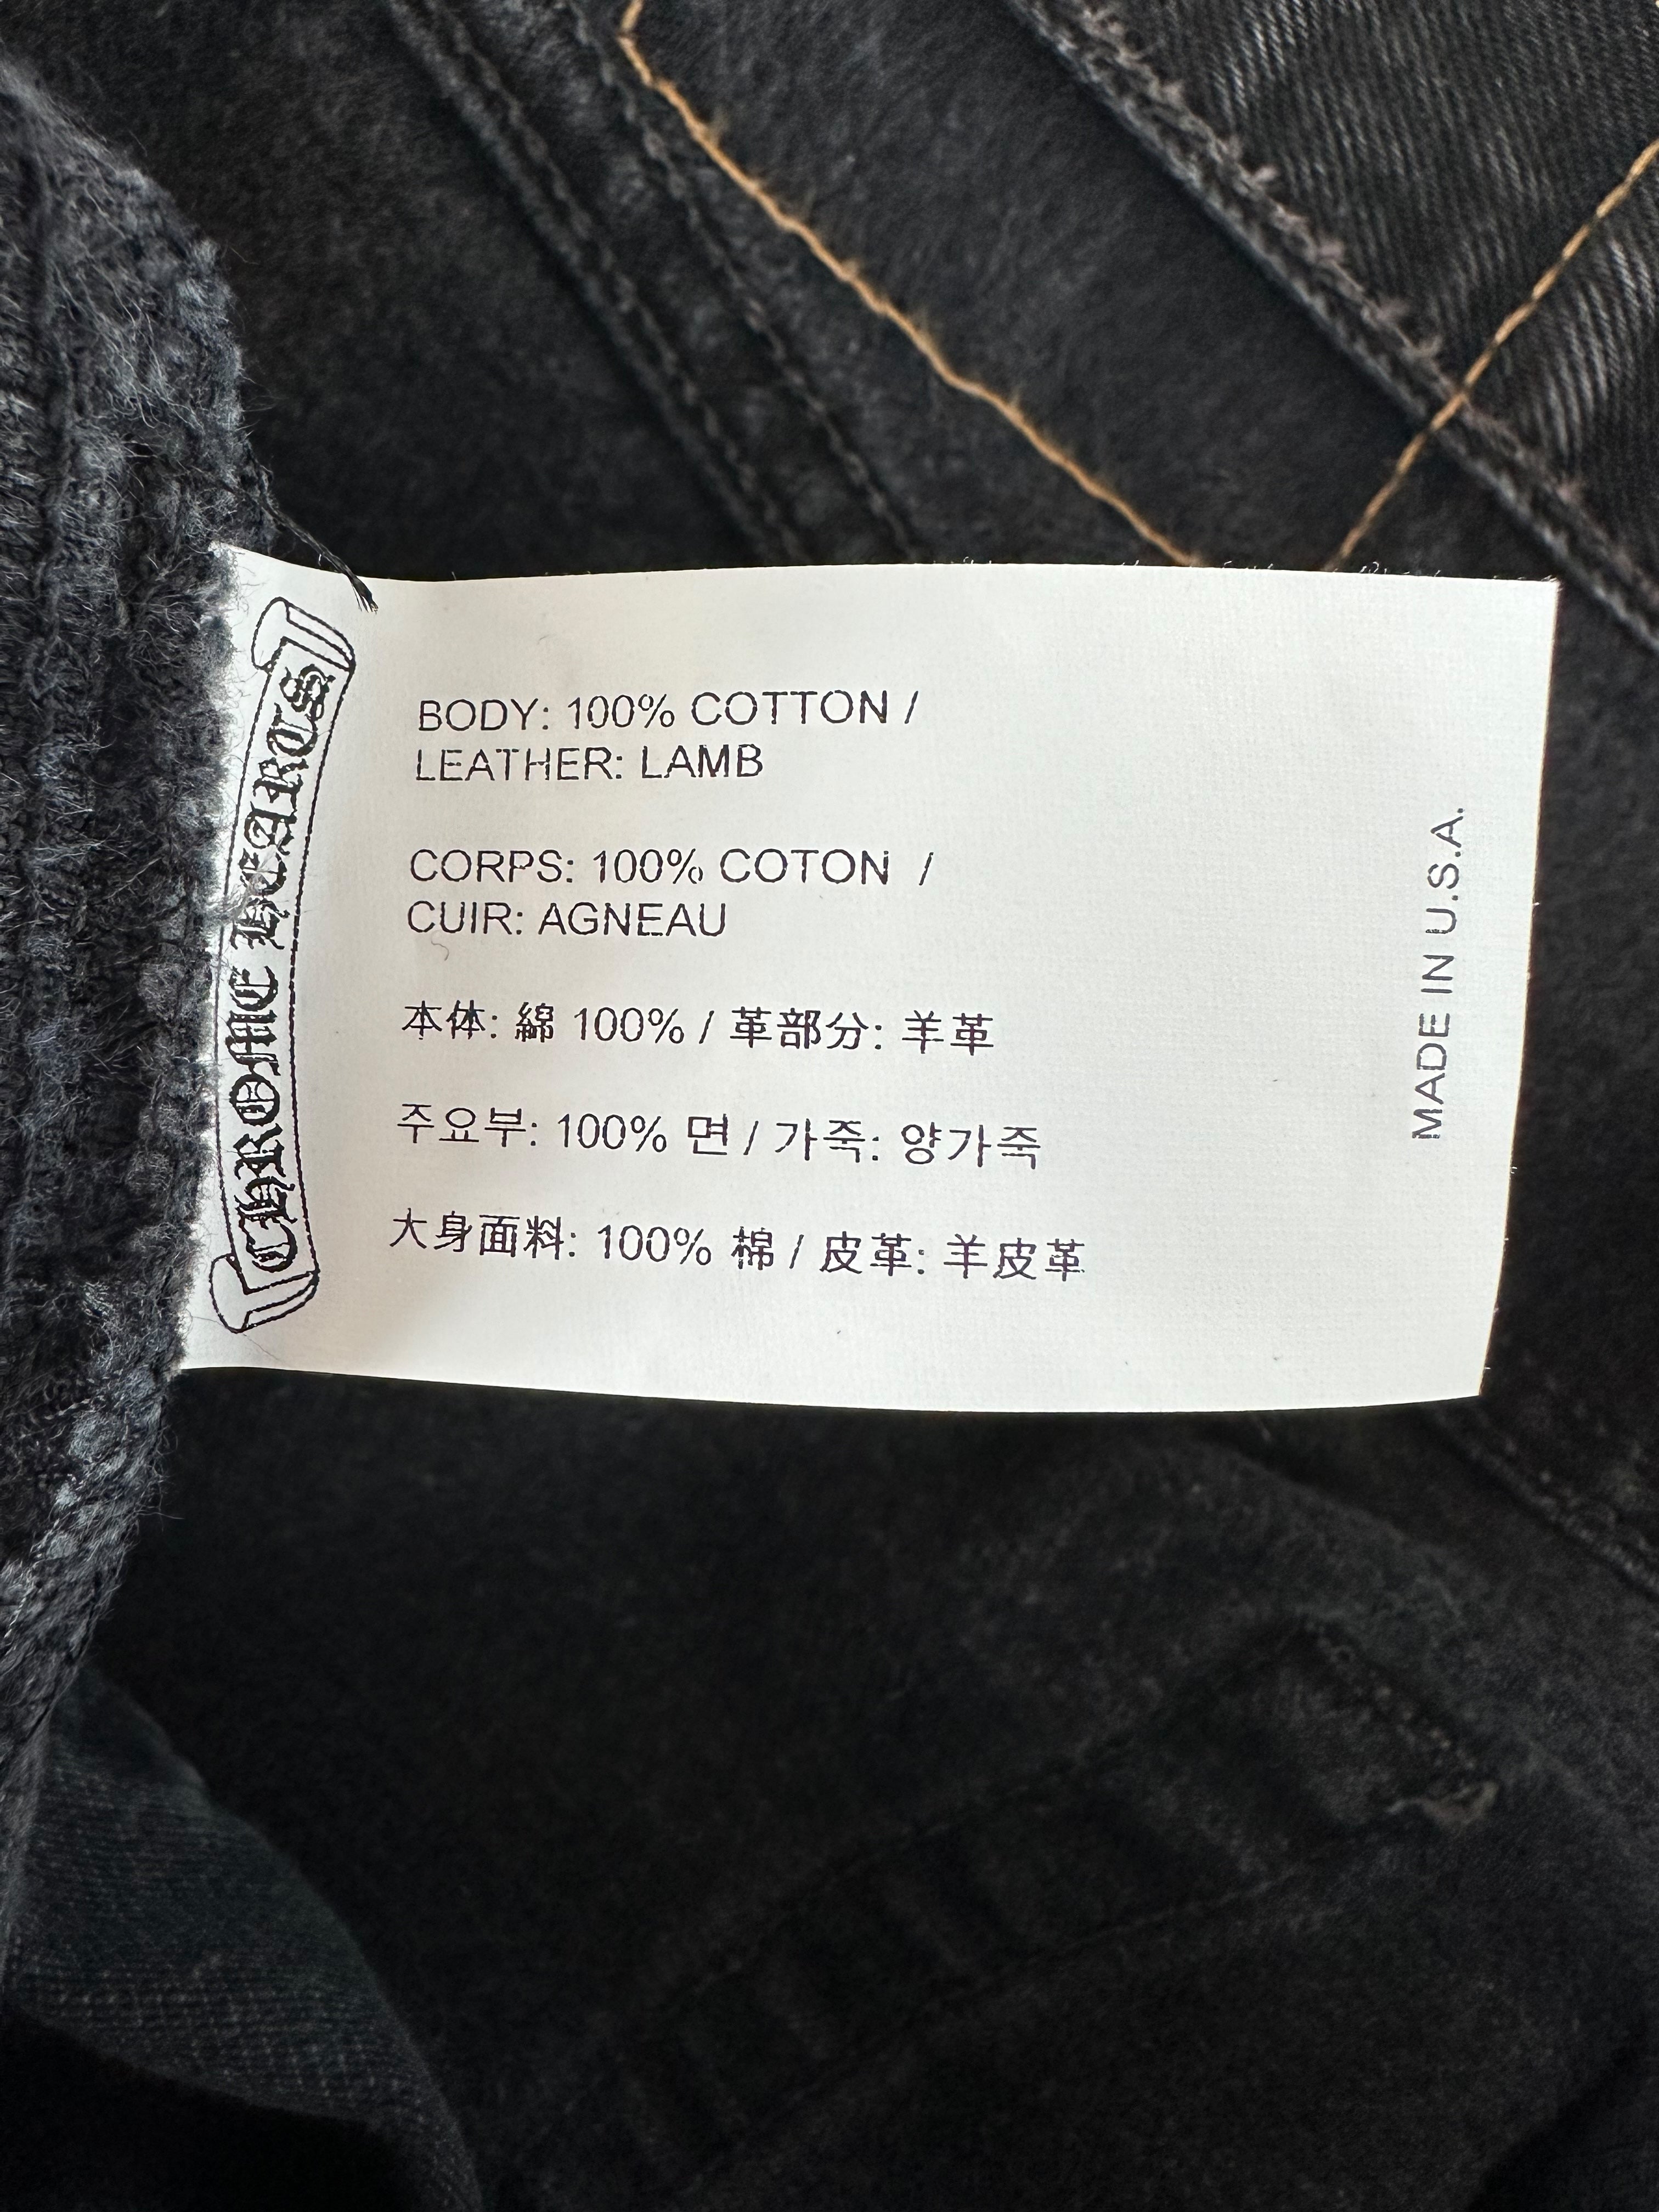 CHROME HEARTS
BODY: 100% COTTON /
LEATHER: LAMB
CORPS: 100% COTON /
CUIR: AGNEAU
本体: 綿 100% / 革部分: 羊革
주요부: 100% 면 / 가죽: 양가죽
大身面料: 100% 棉 / 皮革: 羊皮革
MADE IN U.S.A.